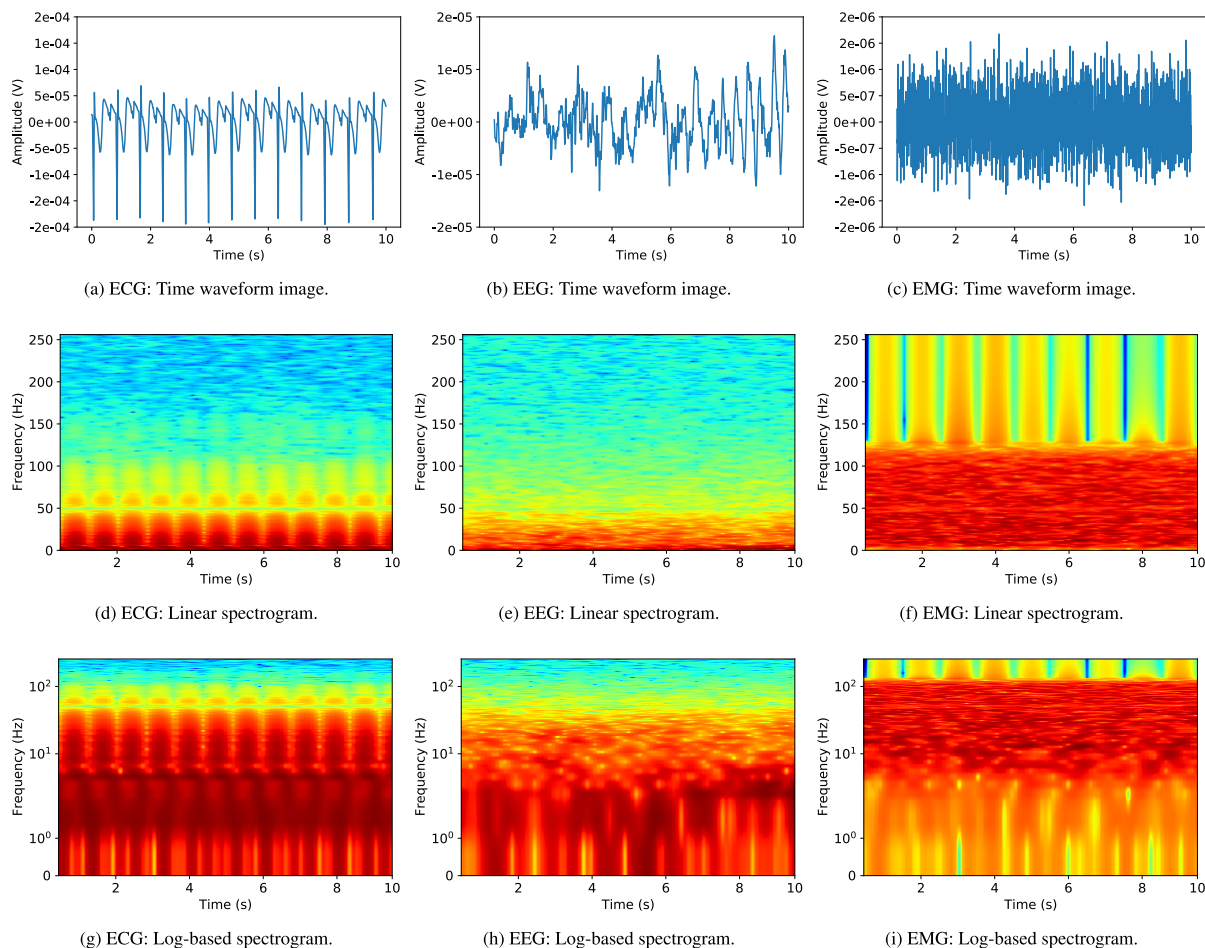 Amplitude (V)
2e-04
1e-04
1e-04
5e-05
0e+00
-5e-05
-1e-04
-2e-04
-2e-04
0 2 4 6 8 10
Time (s)
(a) ECG: Time waveform image.
Amplitude (V)
2e-05
1e-05
0e+00
-1e-05
-2e-05
0 2 4 6 8 10
Time (s)
(b) EEG: Time waveform image.
Amplitude (V)
2e-06
2e-06
1e-06
5e-07
0e+00
-5e-07
-1e-06
-2e-06
-2e-06
0 2 4 6 8 10
Time (s)
(c) EMG: Time waveform image.
Frequency (Hz)
250
200
150
100
50
0
2 4 6 8 10
Time (s)
(d) ECG: Linear spectrogram.
Frequency (Hz)
250
200
150
100
50
0
2 4 6 8 10
Time (s)
(e) EEG: Linear spectrogram.
Frequency (Hz)
250
200
150
100
50
0
2 4 6 8 10
Time (s)
(f) EMG: Linear spectrogram.
Frequency (Hz)
10²
10¹
10⁰
0
2 4 6 8 10
Time (s)
(g) ECG: Log-based spectrogram.
Frequency (Hz)
10²
10¹
10⁰
0
2 4 6 8 10
Time (s)
(h) EEG: Log-based spectrogram.
Frequency (Hz)
10²
10¹
10⁰
0
2 4 6 8 10
Time (s)
(i) EMG: Log-based spectrogram.